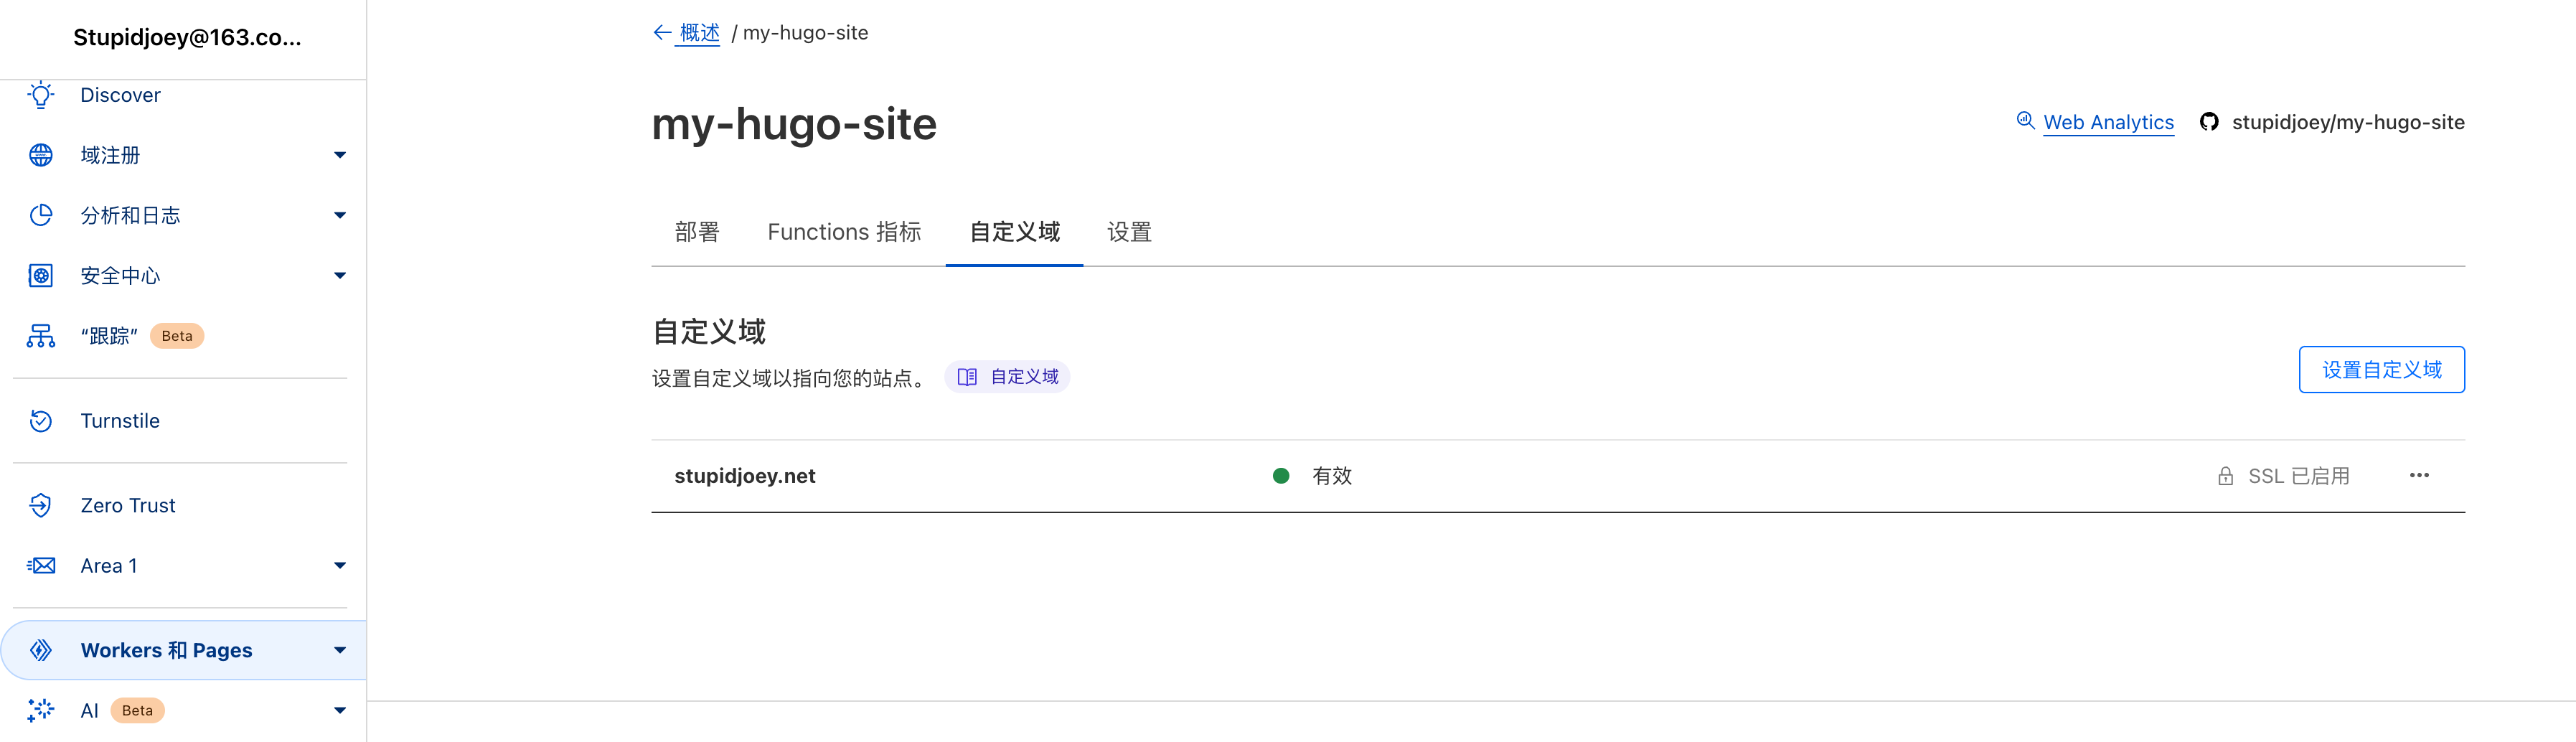 Stupidjoey@163.co...
Discover
域注册
分析和日志
安全中心
“跟踪” Beta
Turnstile
Zero Trust
Area 1
Workers 和 Pages
AI Beta
← 概述 / my-hugo-site
my-hugo-site
Web Analytics stupidjoey/my-hugo-site
部署 Functions 指标 自定义域 设置
自定义域
设置自定义域以指向您的站点。 自定义域
设置自定义域
stupidjoey.net 有效 SSL 已启用 •••